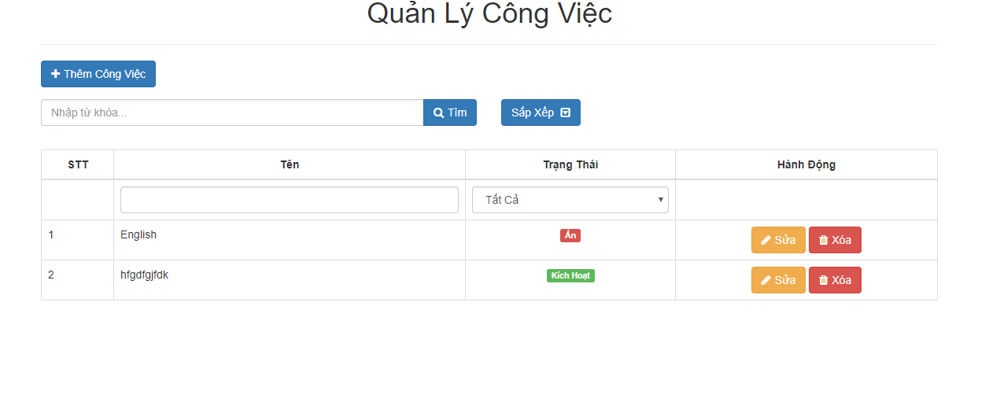 Quản Lý Công Việc
Thêm Công Việc
Nhập từ khóa... Tìm Sắp Xếp
STT Tên Trạng Thái Hành Động
Tất Cả
1 English Ẩn Sửa Xóa
2 hfgdfgjfdk Kích Hoạt Sửa Xóa